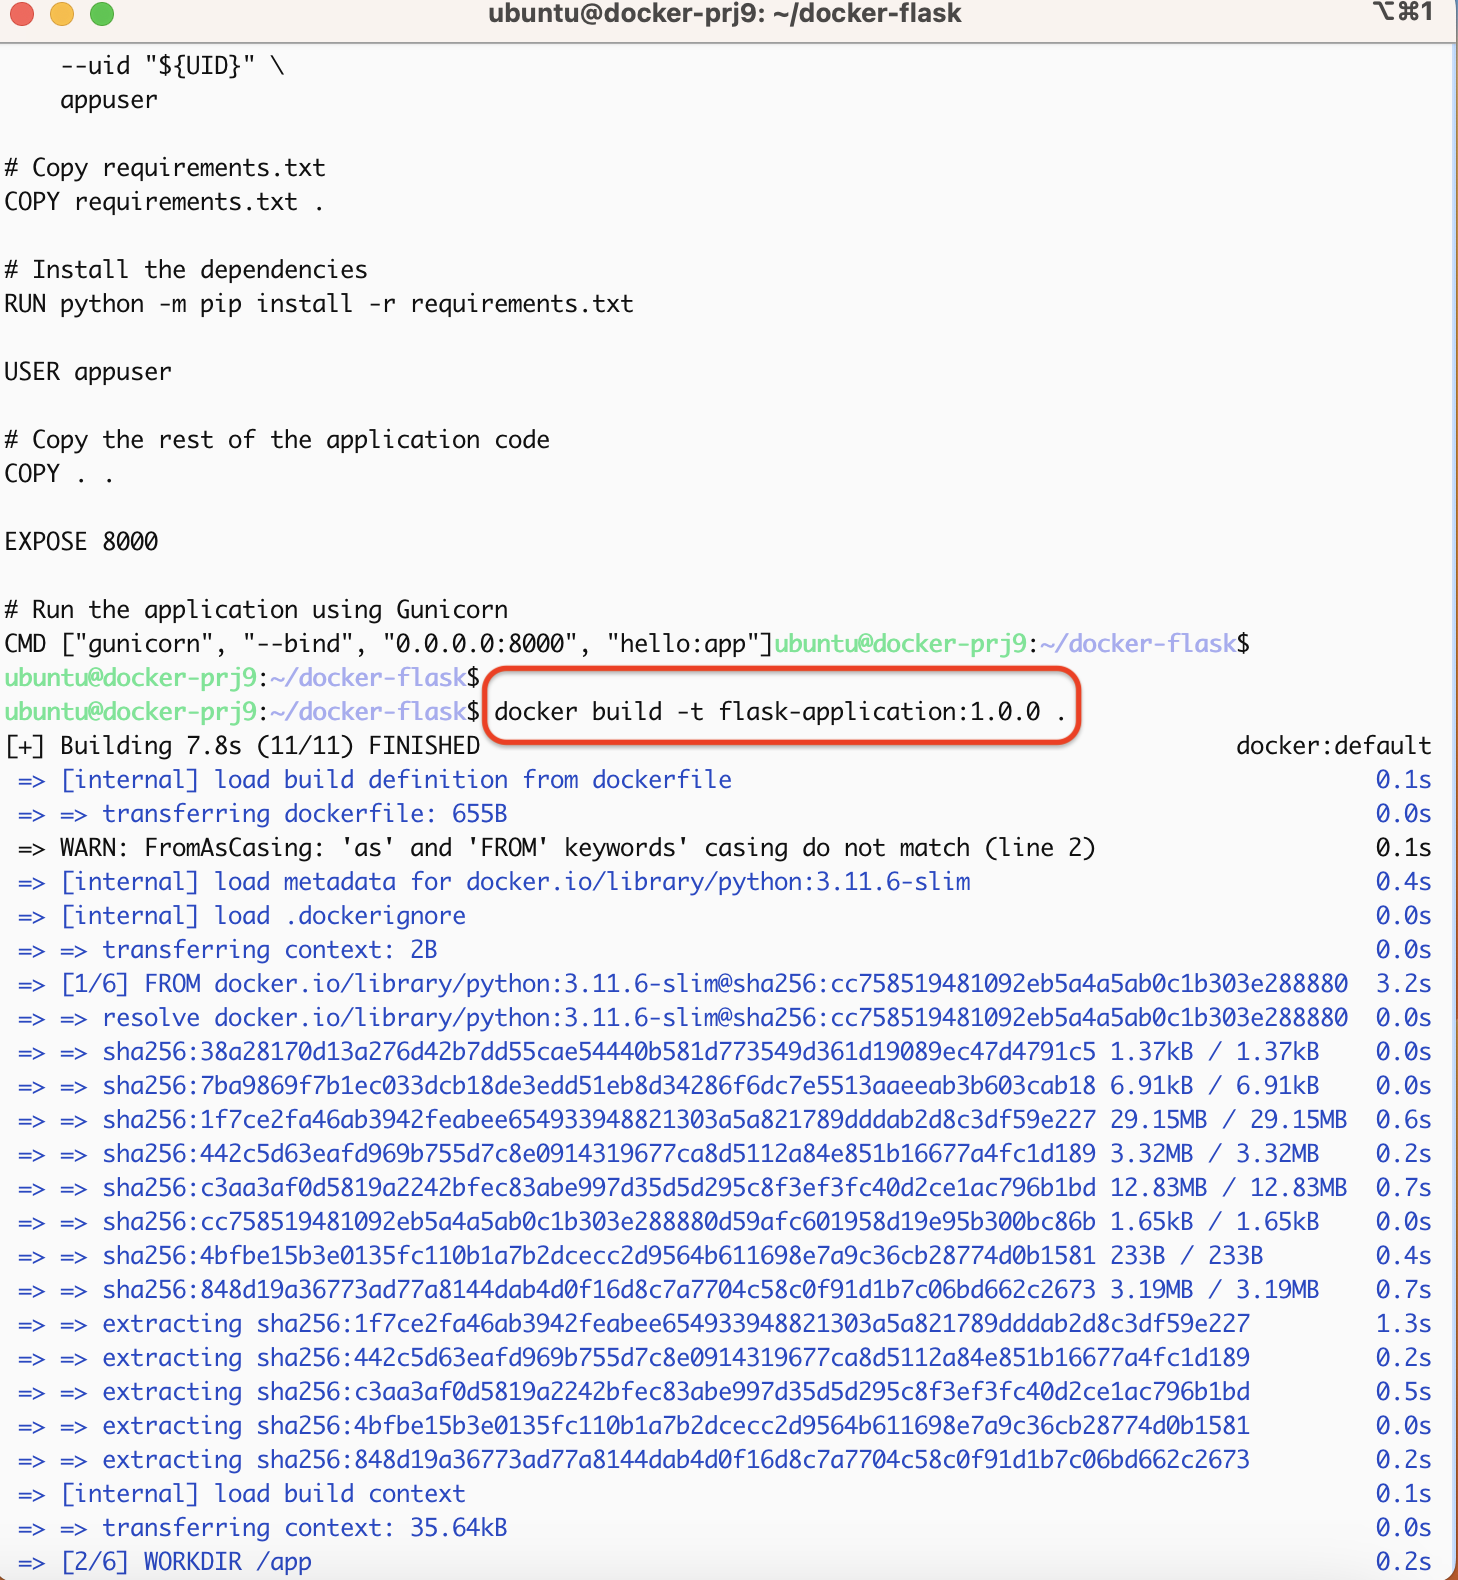 ubuntu@docker-prj9: ~/docker-flask ⌥⌘1
    --uid "${UID}" \
    appuser
# Copy requirements.txt
COPY requirements.txt .
# Install the dependencies
RUN python -m pip install -r requirements.txt
USER appuser
# Copy the rest of the application code
COPY . .
EXPOSE 8000
# Run the application using Gunicorn
CMD ["gunicorn", "--bind", "0.0.0.0:8000", "hello:app"]ubuntu@docker-prj9:~/docker-flask$
ubuntu@docker-prj9:~/docker-flask$
ubuntu@docker-prj9:~/docker-flask$ docker build -t flask-application:1.0.0 .
[+] Building 7.8s (11/11) FINISHED docker:default
 => [internal] load build definition from dockerfile 0.1s
 => => transferring dockerfile: 655B 0.0s
 => WARN: FromAsCasing: 'as' and 'FROM' keywords' casing do not match (line 2) 0.1s
 => [internal] load metadata for docker.io/library/python:3.11.6-slim 0.4s
 => [internal] load .dockerignore 0.0s
 => => transferring context: 2B 0.0s
 => [1/6] FROM docker.io/library/python:3.11.6-slim@sha256:cc758519481092eb5a4a5ab0c1b303e288880 3.2s
 => => resolve docker.io/library/python:3.11.6-slim@sha256:cc758519481092eb5a4a5ab0c1b303e288880 0.0s
 => => sha256:38a28170d13a276d42b7dd55cae54440b581d773549d361d19089ec47d4791c5 1.37kB / 1.37kB 0.0s
 => => sha256:7ba9869f7b1ec033dcb18de3edd51eb8d34286f6dc7e5513aaeeab3b603cab18 6.91kB / 6.91kB 0.0s
 => => sha256:1f7ce2fa46ab3942feabee654933948821303a5a821789dddab2d8c3df59e227 29.15MB / 29.15MB 0.6s
 => => sha256:442c5d63eafd969b755d7c8e0914319677ca8d5112a84e851b16677a4fc1d189 3.32MB / 3.32MB 0.2s
 => => sha256:c3aa3af0d5819a2242bfec83abe997d35d5d295c8f3ef3fc40d2ce1ac796b1bd 12.83MB / 12.83MB 0.7s
 => => sha256:cc758519481092eb5a4a5ab0c1b303e288880d59afc601958d19e95b300bc86b 1.65kB / 1.65kB 0.0s
 => => sha256:4bfbe15b3e0135fc110b1a7b2dcecc2d9564b611698e7a9c36cb28774d0b1581 233B / 233B 0.4s
 => => sha256:848d19a36773ad77a8144dab4d0f16d8c7a7704c58c0f91d1b7c06bd662c2673 3.19MB / 3.19MB 0.7s
 => => extracting sha256:1f7ce2fa46ab3942feabee654933948821303a5a821789dddab2d8c3df59e227 1.3s
 => => extracting sha256:442c5d63eafd969b755d7c8e0914319677ca8d5112a84e851b16677a4fc1d189 0.2s
 => => extracting sha256:c3aa3af0d5819a2242bfec83abe997d35d5d295c8f3ef3fc40d2ce1ac796b1bd 0.5s
 => => extracting sha256:4bfbe15b3e0135fc110b1a7b2dcecc2d9564b611698e7a9c36cb28774d0b1581 0.0s
 => => extracting sha256:848d19a36773ad77a8144dab4d0f16d8c7a7704c58c0f91d1b7c06bd662c2673 0.2s
 => [internal] load build context 0.1s
 => => transferring context: 35.64kB 0.0s
 => [2/6] WORKDIR /app 0.2s